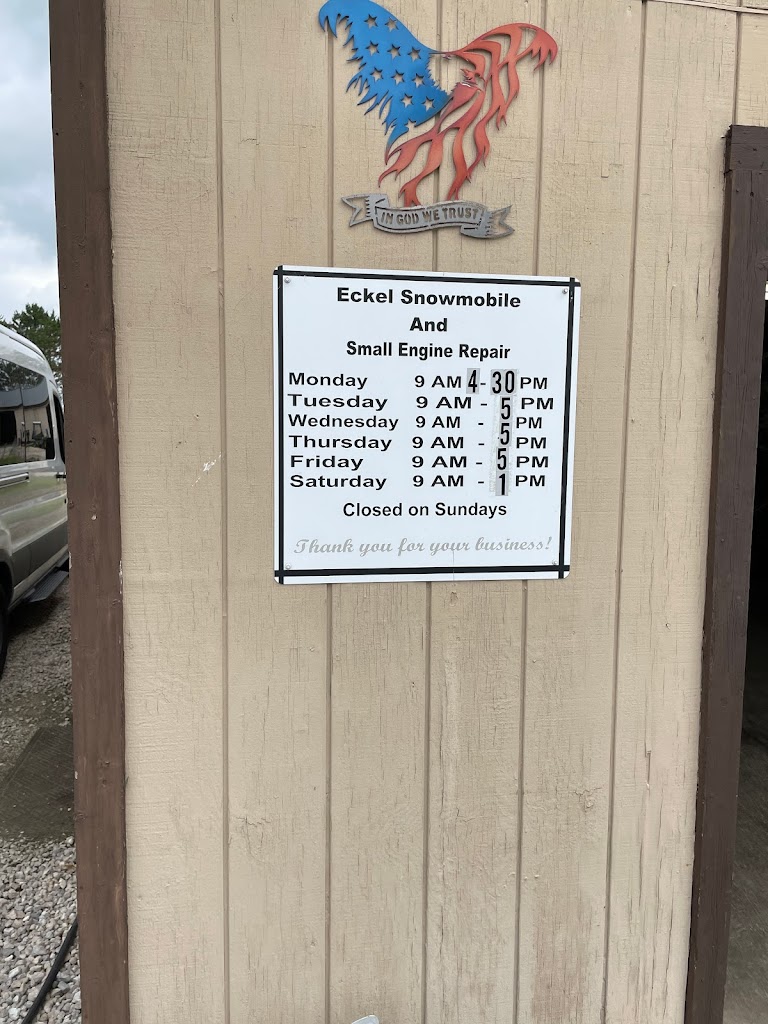 IN GOD WE TRUST
Eckel Snowmobile
And
Small Engine Repair
Monday 9 AM 4-30 PM
Tuesday 9 AM - 5 PM
Wednesday 9 AM - 5 PM
Thursday 9 AM - 5 PM
Friday 9 AM - 5 PM
Saturday 9 AM - 1 PM
Closed on Sundays
Thank you for your business!